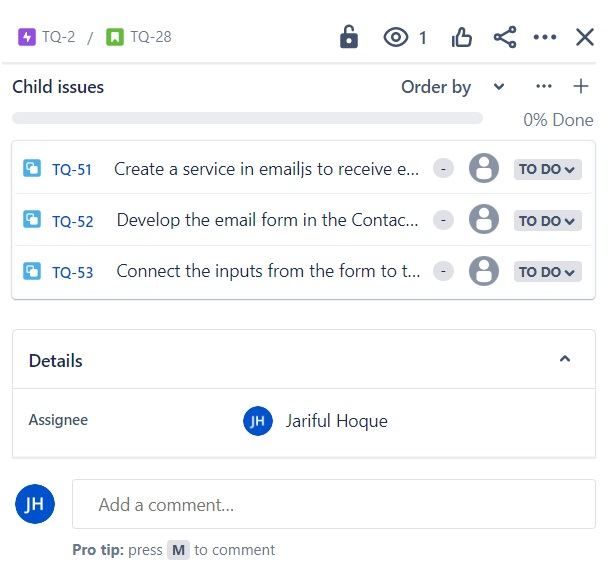 TQ-2 / TQ-28 1
Child issues Order by
0% Done
TQ-51 Create a service in emailjs to receive e... - TO DO
TQ-52 Develop the email form in the Contac... - TO DO
TQ-53 Connect the inputs from the form to t... - TO DO
Details
Assignee JH Jariful Hoque
JH Add a comment...
Pro tip: press M to comment